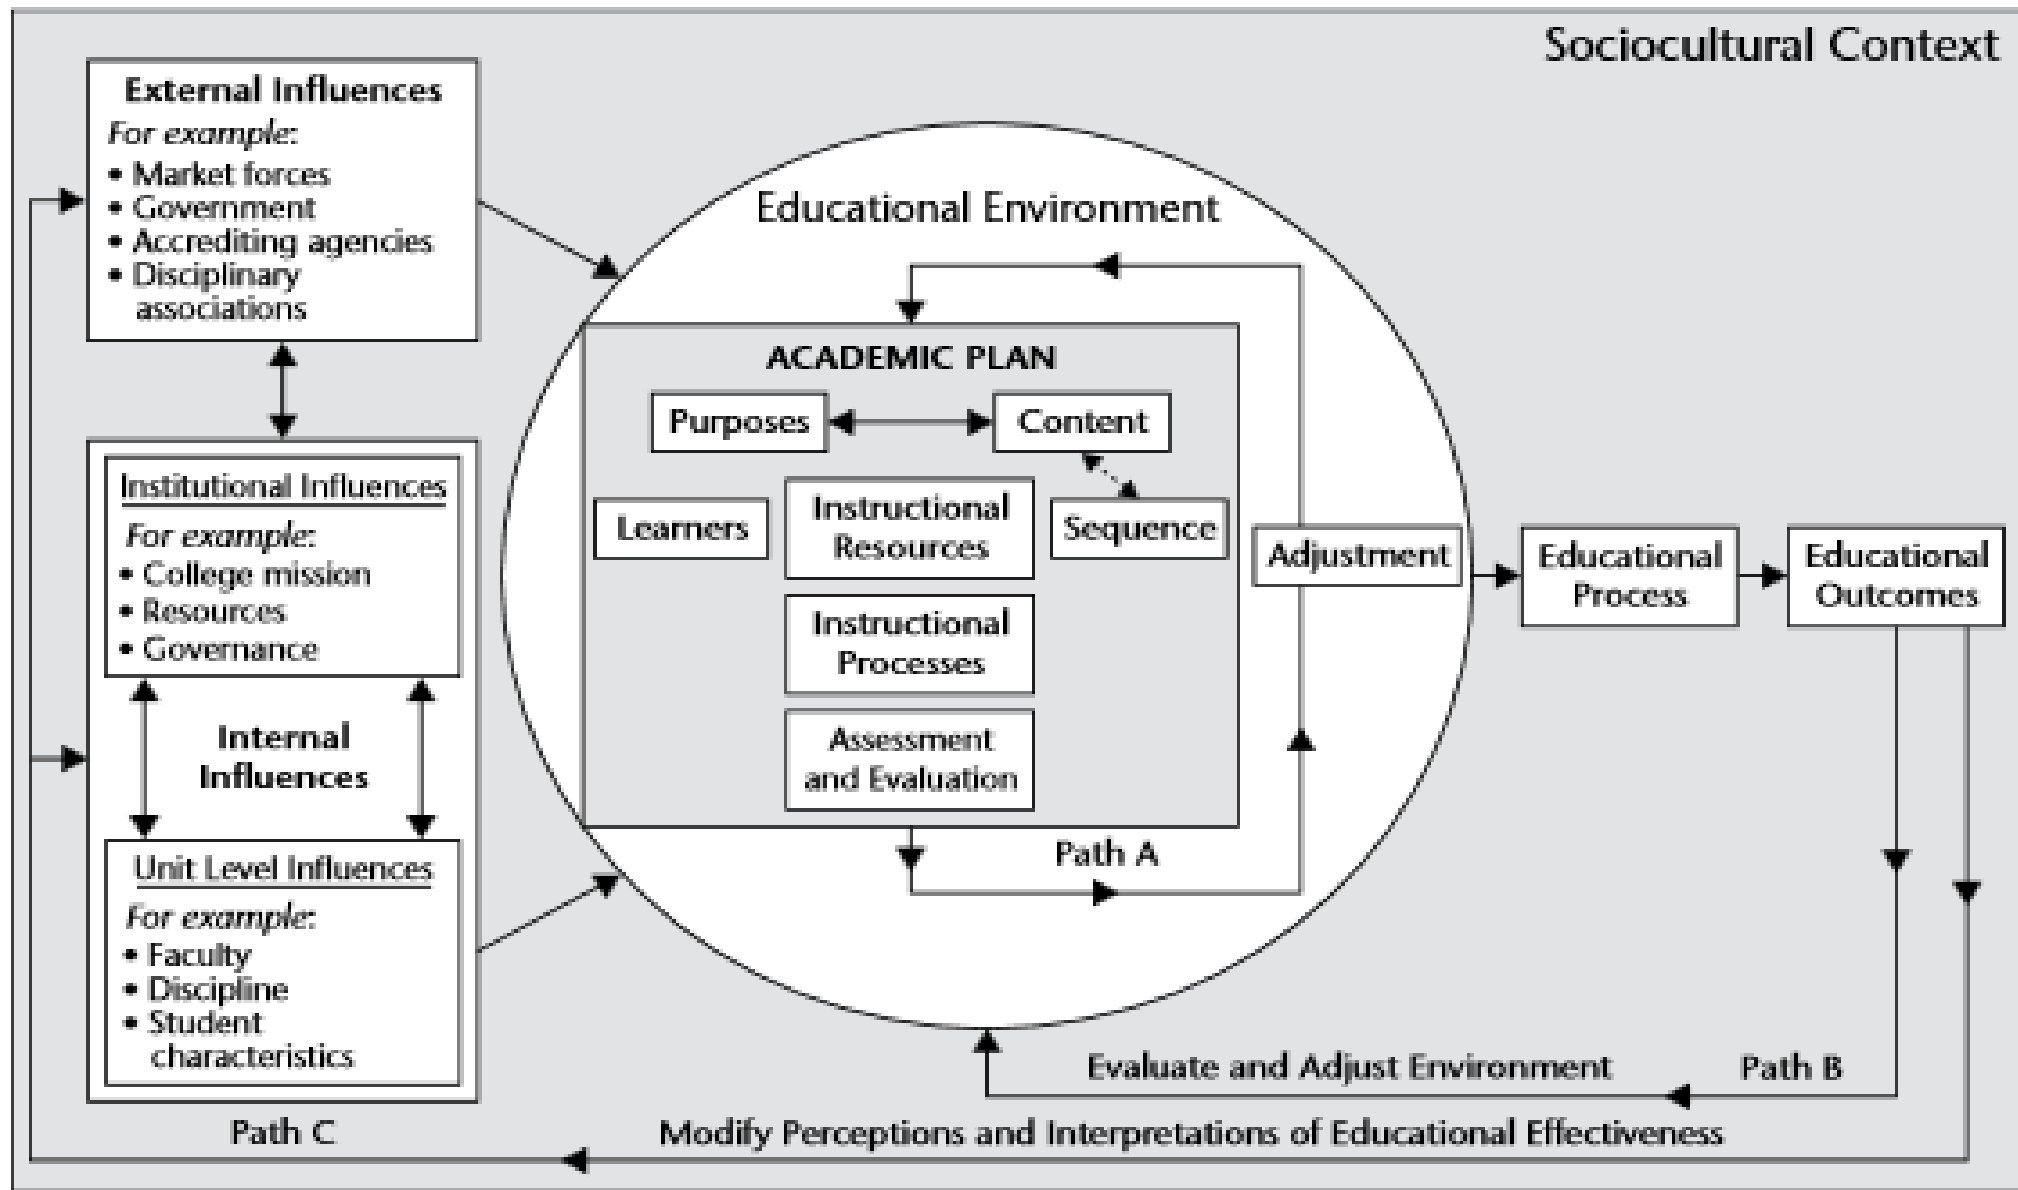 Sociocultural Context
External Influences
For example:
• Market forces
• Government
• Accrediting agencies
• Disciplinary
associations
Institutional Influences
For example:
• College mission
• Resources
• Governance
Internal
Influences
Unit Level Influences
For example:
• Faculty
• Discipline
• Student
characteristics
Educational Environment
ACADEMIC PLAN
Purposes
Content
Learners
Instructional
Resources
Sequence
Instructional
Processes
Assessment
and Evaluation
Adjustment
Path A
Educational
Process
Educational
Outcomes
Evaluate and Adjust Environment
Path B
Path C
Modify Perceptions and Interpretations of Educational Effectiveness